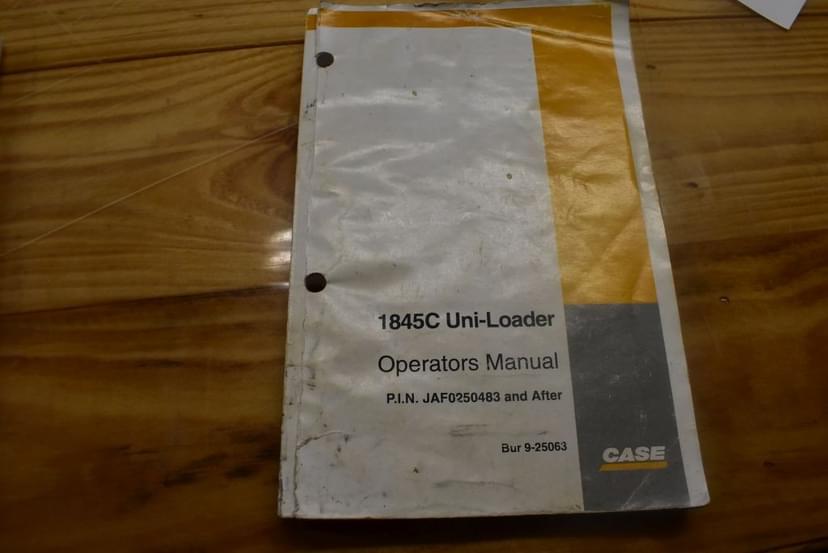 1845C Uni-Loader
Operators Manual
P.I.N. JAF0250483 and After
Bur 9-25063
CASE